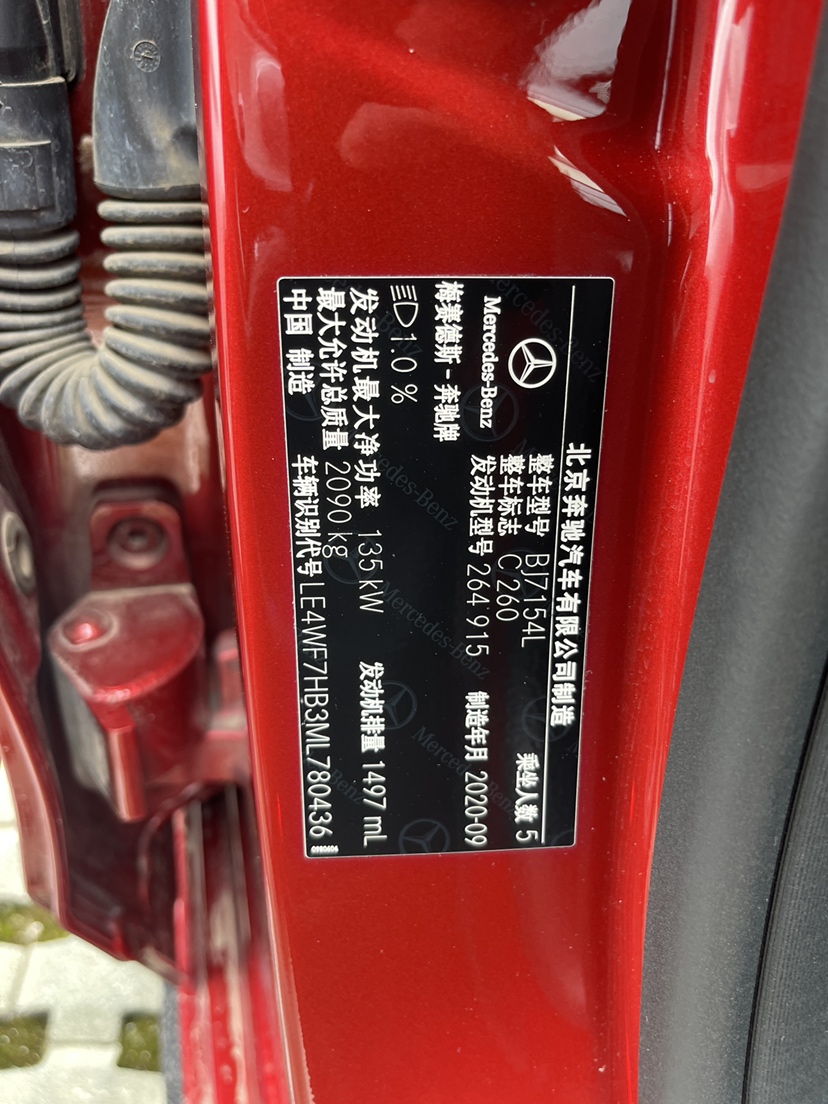 北京奔驰汽车有限公司制造
Mercedes-Benz
整车型号 BJ7154L 乘坐人数 5
整车标志 C 260
梅赛德斯-奔驰牌 发动机型号 264 915 制造年月 2020-09
1.0 %
发动机最大净功率 135 kW 发动机排量 1497 mL
最大允许总质量 2090 kg
中国 制造 车辆识别代号 LE4WF7HB3ML780436